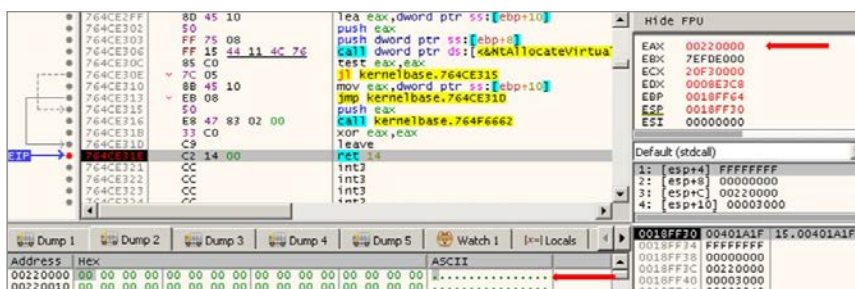 764CE2FF 8D 45 10 lea eax,dword ptr ss:[ebp+10]
764CE302 50 push eax
764CE303 FF 75 08 push dword ptr ss:[ebp+8]
764CE306 FF 15 44 11 4C 76 call dword ptr ds:[<&NtAllocateVirtua
764CE30C 85 C0 test eax,eax
764CE30E 7C 05 jl kernelbase.764CE315
764CE310 8B 45 10 mov eax,dword ptr ss:[ebp+10]
764CE313 EB 08 jmp kernelbase.764CE31D
764CE315 50 push eax
764CE316 E8 47 83 02 00 call kernelbase.764F6662
764CE31B 33 C0 xor eax,eax
764CE31D C9 leave
EIP 764CE31E C2 14 00 ret 14
764CE321 CC int3
764CE322 CC int3
764CE323 CC int3
764CE324 CC int3
Hide FPU
EAX 00220000
EBX 7EFDE000
ECX 20F30000
EDX 0008E3C8
EBP 0018FF64
ESP 0018FF30
ESI 00000000
Default (stdcall)
1: [esp+4] FFFFFFFF
2: [esp+8] 00000000
3: [esp+C] 00220000
4: [esp+10] 00003000
Dump 1 Dump 2 Dump 3 Dump 4 Dump 5 Watch 1 [x=] Locals
Address Hex ASCII
00220000 00 00 00 00 00 00 00 00 00 00 00 00 00 00 00 00 ................
00220010 00 00 00 00 00 00 00 00 00 00 00 00 00 00 00 00 ................
0018FF30 00401A1F 15.00401A1F
0018FF34 FFFFFFFF
0018FF38 00000000
0018FF3C 00220000
0018FF40 00003000